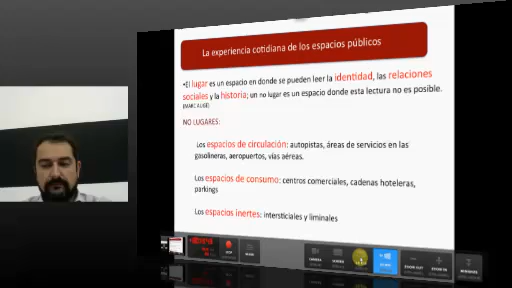 La experiencia cotidiana de los espacios públicos
•El lugar es un espacio en donde se pueden leer la identidad, las relaciones
sociales y la historia; un no lugar es un espacio donde esta lectura no es posible.
(MARC AUGÉ)
NO LUGARES:
Los espacios de circulación: autopistas, áreas de servicios en las
gasolineras, aeropuertos, vías aéreas.
Los espacios de consumo: centros comerciales, cadenas hoteleras,
parkings
Los espacios inertes: intersticiales y liminales